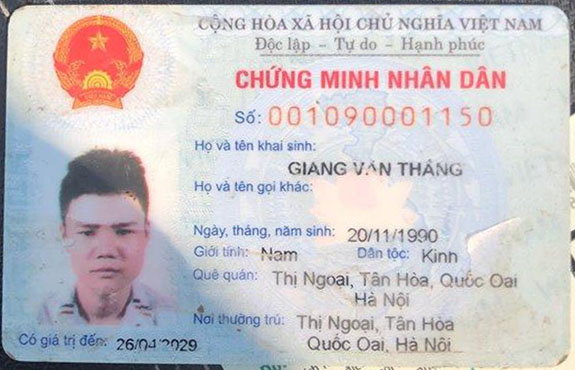 CỘNG HÒA XÃ HỘI CHỦ NGHĨA VIỆT NAM
Độc lập - Tự do - Hạnh phúc
CHỨNG MINH NHÂN DÂN
Số: 001090001150
Họ và tên khai sinh:
GIANG VĂN THẮNG
Họ và tên gọi khác:
Ngày, tháng, năm sinh: 20/11/1990
Giới tính: Nam Dân tộc: Kinh
Quê quán: Thị Ngoại, Tân Hòa, Quốc Oai
Hà Nội
Nơi thường trú: Thị Ngoại, Tân Hòa
Quốc Oai, Hà Nội
Có giá trị đến: 26/04/2029